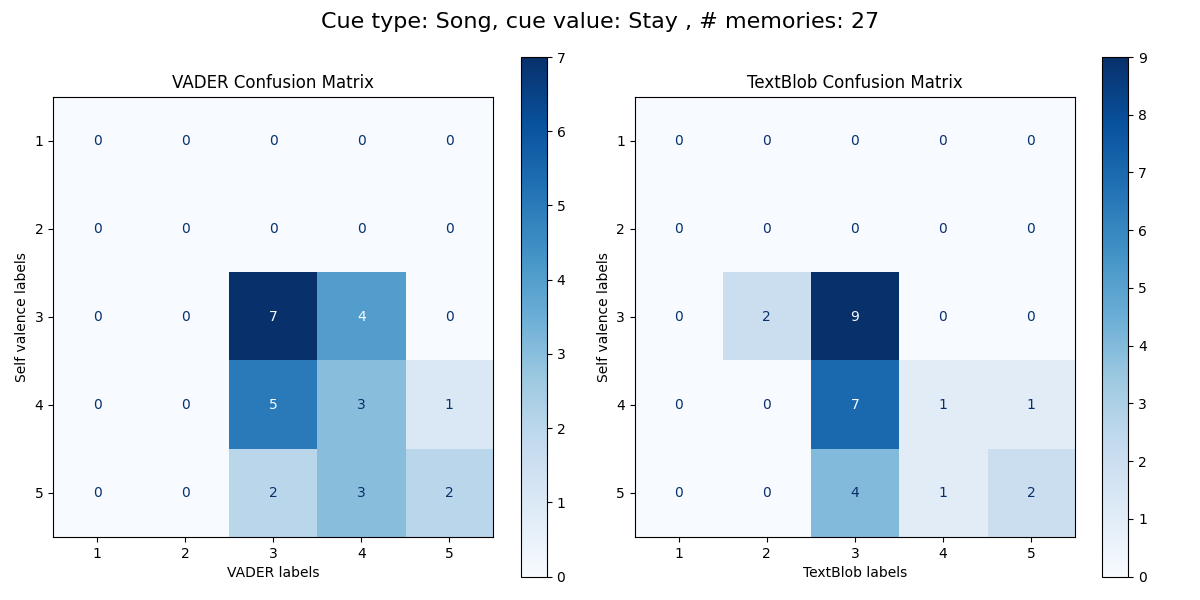 Cue type: Song, cue value: Stay , # memories: 27
VADER Confusion Matrix
Self valence labels
1 0 0 0 0 0
2 0 0 0 0 0
3 0 0 7 4 0
4 0 0 5 3 1
5 0 0 2 3 2
1 2 3 4 5
VADER labels
7
6
5
4
3
2
1
0
TextBlob Confusion Matrix
Self valence labels
1 0 0 0 0 0
2 0 0 0 0 0
3 0 2 9 0 0
4 0 0 7 1 1
5 0 0 4 1 2
1 2 3 4 5
TextBlob labels
9
8
7
6
5
4
3
2
1
0